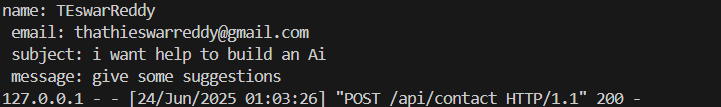 name: TEswarReddy
email: thathieswarreddy@gmail.com
subject: i want help to build an Ai
message: give some suggestions
127.0.0.1 - - [24/Jun/2025 01:03:26] "POST /api/contact HTTP/1.1" 200 -